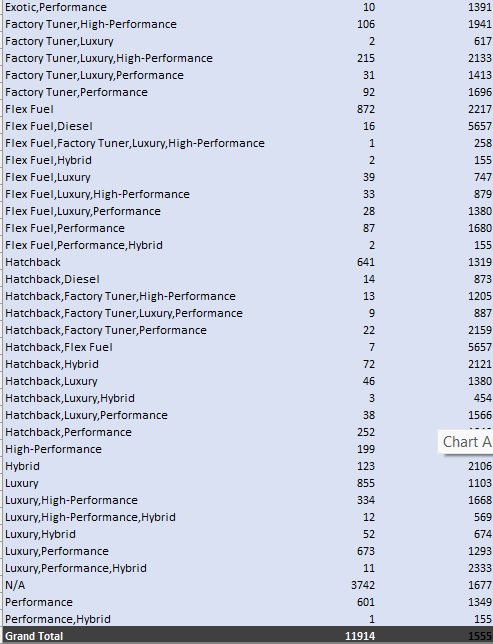 Exotic,Performance 10 1391
Factory Tuner,High-Performance 106 1941
Factory Tuner,Luxury 2 617
Factory Tuner,Luxury,High-Performance 215 2133
Factory Tuner,Luxury,Performance 31 1413
Factory Tuner,Performance 92 1696
Flex Fuel 872 2217
Flex Fuel,Diesel 16 5657
Flex Fuel,Factory Tuner,Luxury,High-Performance 1 258
Flex Fuel,Hybrid 2 155
Flex Fuel,Luxury 39 747
Flex Fuel,Luxury,High-Performance 33 879
Flex Fuel,Luxury,Performance 28 1380
Flex Fuel,Performance 87 1680
Flex Fuel,Performance,Hybrid 2 155
Hatchback 641 1319
Hatchback,Diesel 14 873
Hatchback,Factory Tuner,High-Performance 13 1205
Hatchback,Factory Tuner,Luxury,Performance 9 887
Hatchback,Factory Tuner,Performance 22 2159
Hatchback,Flex Fuel 7 5657
Hatchback,Hybrid 72 2121
Hatchback,Luxury 46 1380
Hatchback,Luxury,Hybrid 3 454
Hatchback,Luxury,Performance 38 1566
Hatchback,Performance 252
Chart A
High-Performance 199
Hybrid 123 2106
Luxury 855 1103
Luxury,High-Performance 334 1668
Luxury,High-Performance,Hybrid 12 569
Luxury,Hybrid 52 674
Luxury,Performance 673 1293
Luxury,Performance,Hybrid 11 2333
N/A 3742 1677
Performance 601 1349
Performance,Hybrid 1 155
Grand Total 11914 1555